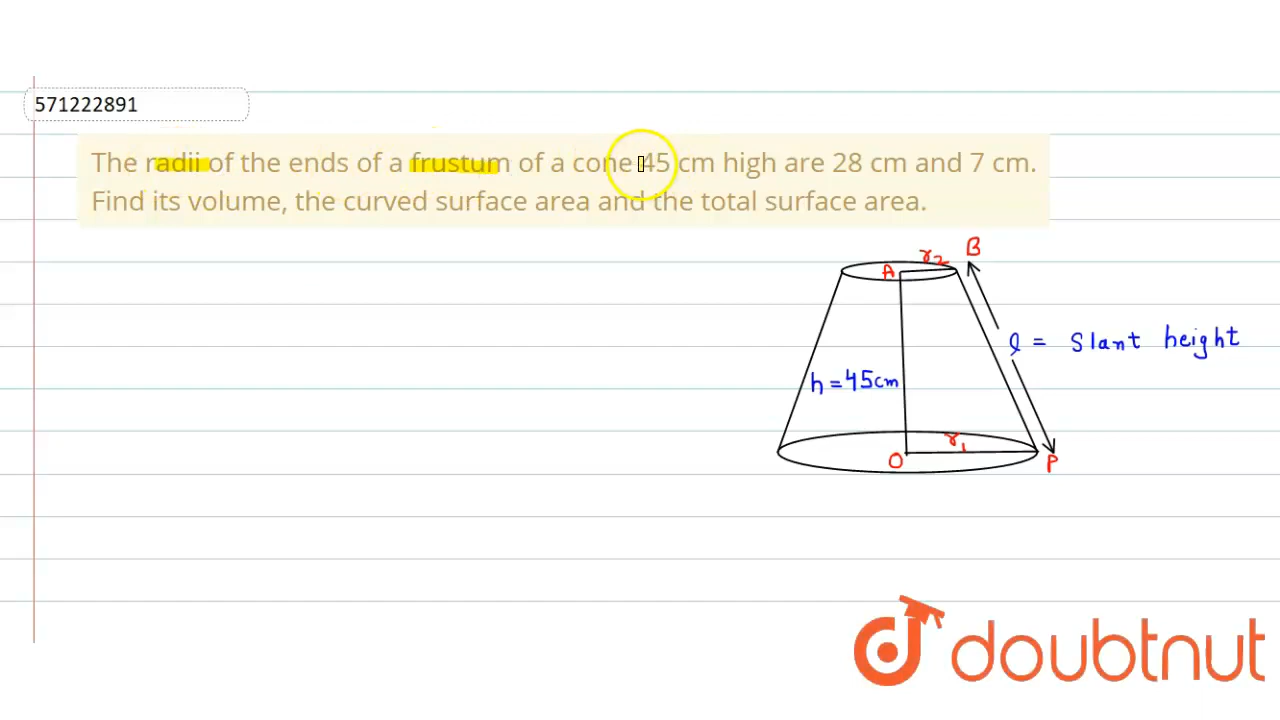 571222891
The radii of the ends of a frustum of a cone 45 cm high are 28 cm and 7 cm.
Find its volume, the curved surface area and the total surface area.
r₂ B
A
l = Slant height
h = 45cm
r₁
O P
doubtnut